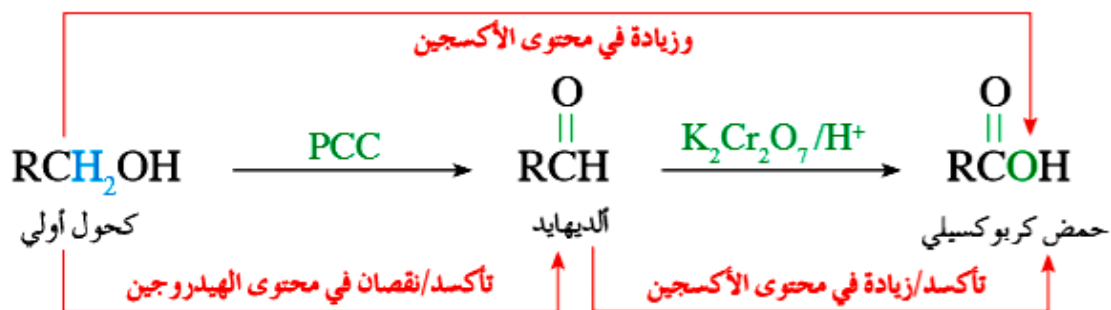 وزيادة في محتوى الأكسجين
O
O
RCH₂OH
PCC
RCH
K₂Cr₂O₇/H⁺
RCOH
كحول أولي
ألديهايد
حمض كربوكسيلي
تأكسد/نقصان في محتوى الهيدروجين
تأكسد/زيادة في محتوى الأكسجين